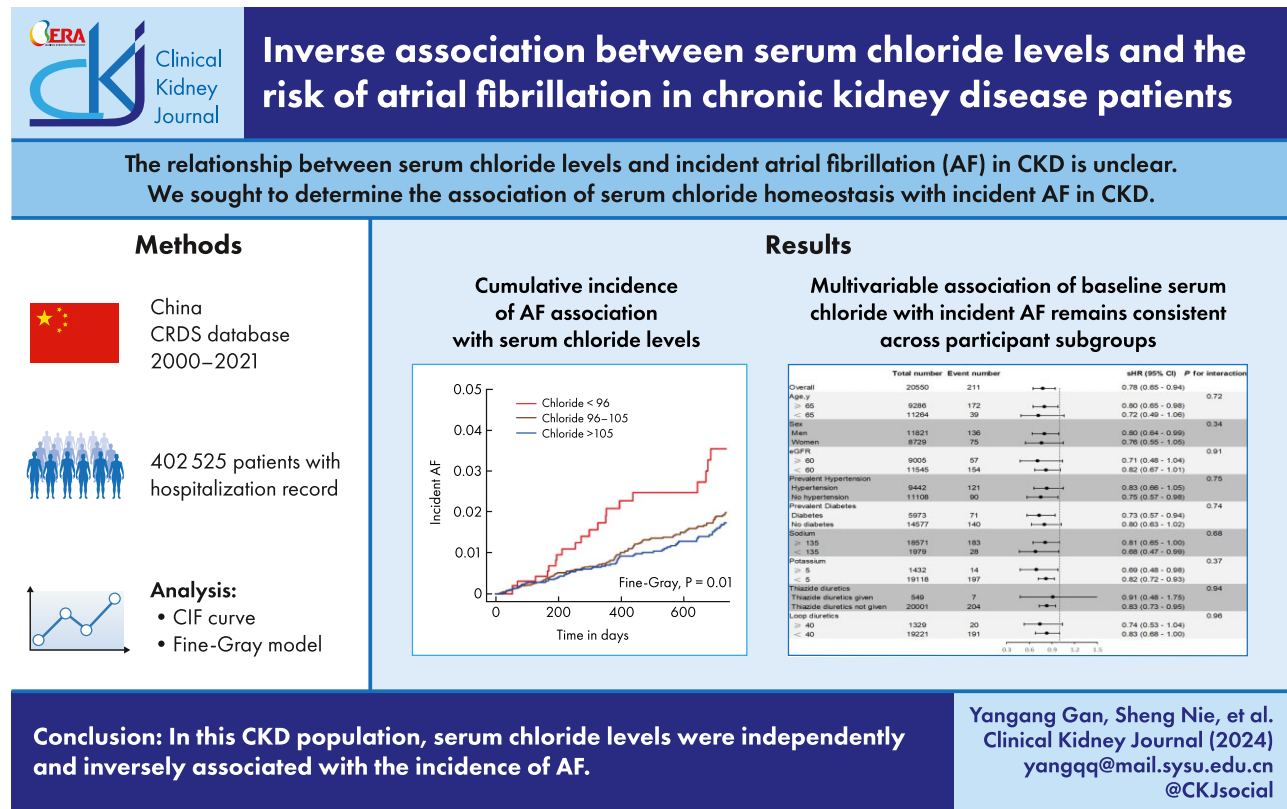 ERA
CKJ
Clinical
Kidney
Journal
Inverse association between serum chloride levels and the
risk of atrial fibrillation in chronic kidney disease patients
The relationship between serum chloride levels and incident atrial fibrillation (AF) in CKD is unclear.
We sought to determine the association of serum chloride homeostasis with incident AF in CKD.
Methods
China
CRDS database
2000–2021
402 525 patients with
hospitalization record
Analysis:
• CIF curve
• Fine-Gray model
Results
Cumulative incidence
of AF association
with serum chloride levels
0.05
0.04
0.03
0.02
0.01
0
Incident AF
Chloride < 96
Chloride 96–105
Chloride >105
Fine-Gray, P = 0.01
0 200 400 600
Time in days
Multivariable association of baseline serum
chloride with incident AF remains consistent
across participant subgroups
Total number Event number sHR (95% CI) P for interaction
Overall 20550 211 0.78 (0.65 - 0.94)
Age,y 0.72
≥ 65 9286 172 0.80 (0.65 - 0.98)
< 65 11264 39 0.72 (0.49 - 1.06)
Sex 0.34
Men 11821 136 0.80 (0.64 - 0.99)
Women 8729 75 0.76 (0.55 - 1.05)
eGFR 0.91
≥ 60 9005 57 0.71 (0.48 - 1.04)
< 60 11545 154 0.82 (0.67 - 1.01)
Prevalent Hypertension 0.75
Hypertension 9442 121 0.83 (0.66 - 1.05)
No hypertension 11108 90 0.75 (0.57 - 0.98)
Prevalent Diabetes 0.74
Diabetes 5973 71 0.73 (0.57 - 0.94)
No diabetes 14577 140 0.80 (0.63 - 1.02)
Sodium 0.68
≥ 135 18571 183 0.81 (0.65 - 1.00)
< 135 1979 28 0.68 (0.47 - 0.99)
Potassium 0.37
≥ 5 1432 14 0.69 (0.48 - 0.98)
< 5 19118 197 0.82 (0.72 - 0.93)
Thiazide diuretics 0.94
Thiazide diuretics given 549 7 0.91 (0.48 - 1.75)
Thiazide diuretics not given 20001 204 0.83 (0.73 - 0.95)
Loop diuretics 0.96
≥ 40 1329 20 0.74 (0.53 - 1.04)
< 40 19221 191 0.83 (0.68 - 1.00)
0.3 0.6 0.9 1.2 1.5
Conclusion: In this CKD population, serum chloride levels were independently
and inversely associated with the incidence of AF.
Yangang Gan, Sheng Nie, et al.
Clinical Kidney Journal (2024)
yangqq@mail.sysu.edu.cn
@CKJsocial